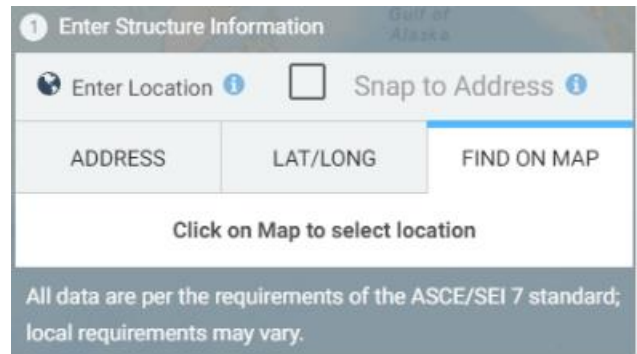 Gulf of
Alaska
1 Enter Structure Information
Enter Location i Snap to Address i
ADDRESS LAT/LONG FIND ON MAP
Click on Map to select location
All data are per the requirements of the ASCE/SEI 7 standard;
local requirements may vary.